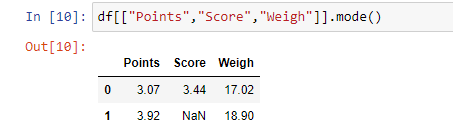 In [10]: df[["Points","Score","Weigh"]].mode()
Out[10]:
Points Score Weigh
0 3.07 3.44 17.02
1 3.92 NaN 18.90